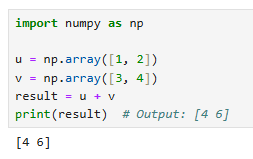 import numpy as np
u = np.array([1, 2])
v = np.array([3, 4])
result = u + v
print(result)  # Output: [4 6]
[4 6]